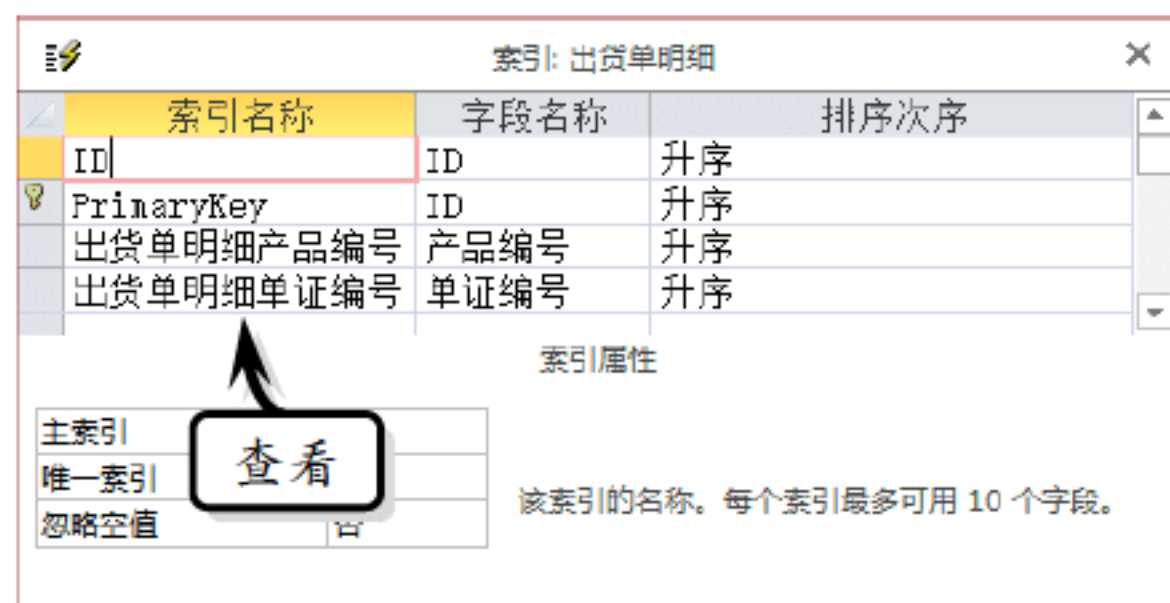 索引: 出货单明细
索引名称 字段名称 排序次序
ID ID 升序
PrimaryKey ID 升序
出货单明细产品编号 产品编号 升序
出货单明细单证编号 单证编号 升序
索引属性
主索引
唯一索引
忽略空值 否
查看
该索引的名称。每个索引最多可用 10 个字段。